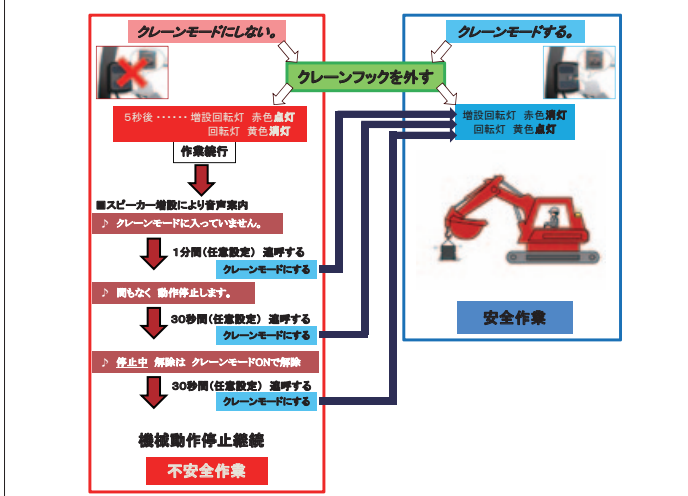 クレーンモードにしない。
クレーンモードする。
クレーンフックを外す
5秒後 ‥‥‥ 増設回転灯 赤色点灯
回転灯 黄色消灯
増設回転灯 赤色消灯
回転灯 黄色点灯
作業続行
■スピーカー増設により音声案内
♪ クレーンモードに入っていません。
1分間(任意設定) 連呼する
クレーンモードにする
♪間もなく 動作停止します。
30秒間(任意設定) 連呼する
クレーンモードにする
♪ 停止中 解除は クレーンモードONで解除
30秒間(任意設定) 連呼する
クレーンモードにする
機械動作停止継続
不安全作業
安全作業